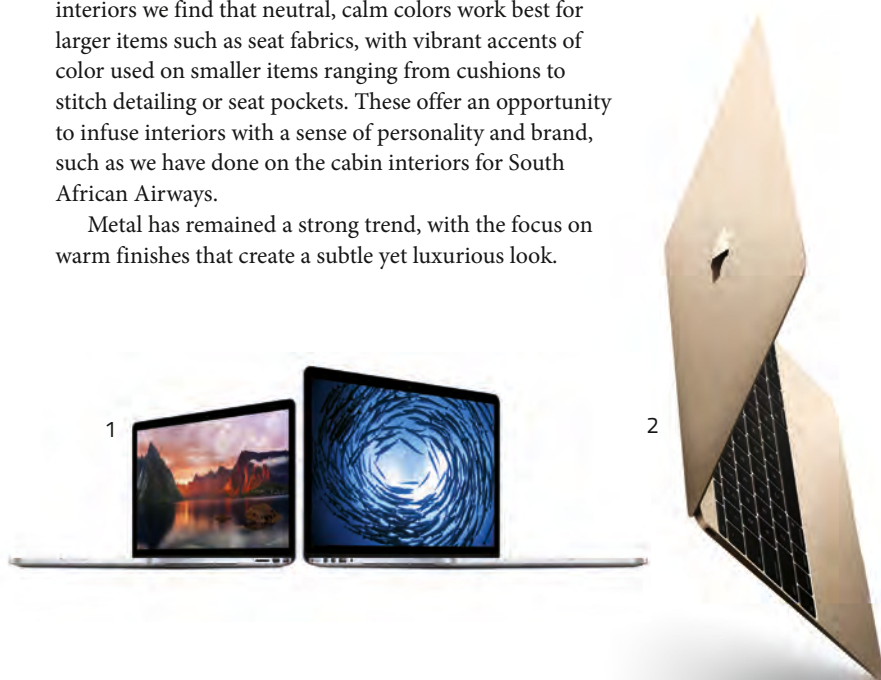 interiors we find that neutral, calm colors work best for
larger items such as seat fabrics, with vibrant accents of
color used on smaller items ranging from cushions to
stitch detailing or seat pockets. These offer an opportunity
to infuse interiors with a sense of personality and brand,
such as we have done on the cabin interiors for South
African Airways.
Metal has remained a strong trend, with the focus on
warm finishes that create a subtle yet luxurious look.
1
2